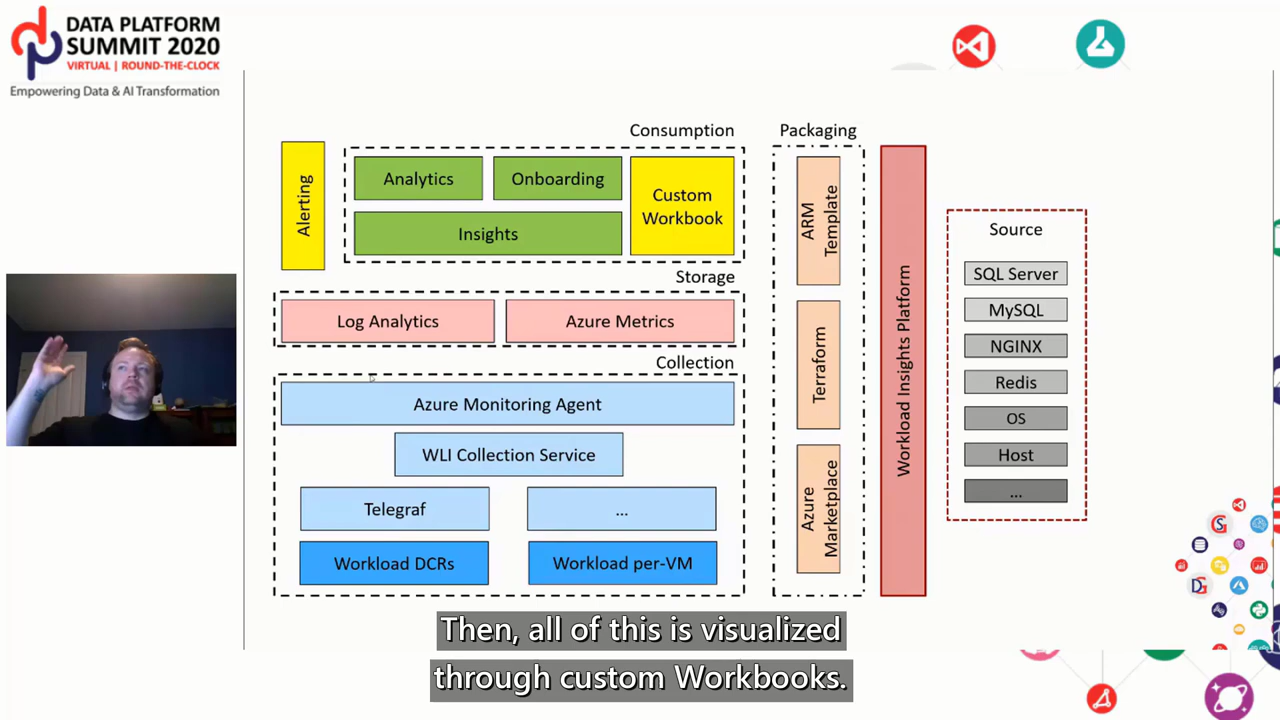 DATA PLATFORM
SUMMIT 2020
VIRTUAL | ROUND-THE-CLOCK
Empowering Data & AI Transformation
Consumption
Alerting
Analytics
Onboarding
Custom
Workbook
Insights
Storage
Log Analytics
Azure Metrics
Collection
Azure Monitoring Agent
WLI Collection Service
Telegraf
...
Workload DCRs
Workload per-VM
Packaging
ARM
Template
Terraform
Azure
Marketplace
Workload Insights Platform
Source
SQL Server
MySQL
NGINX
Redis
OS
Host
...
Then, all of this is visualized
through custom Workbooks.